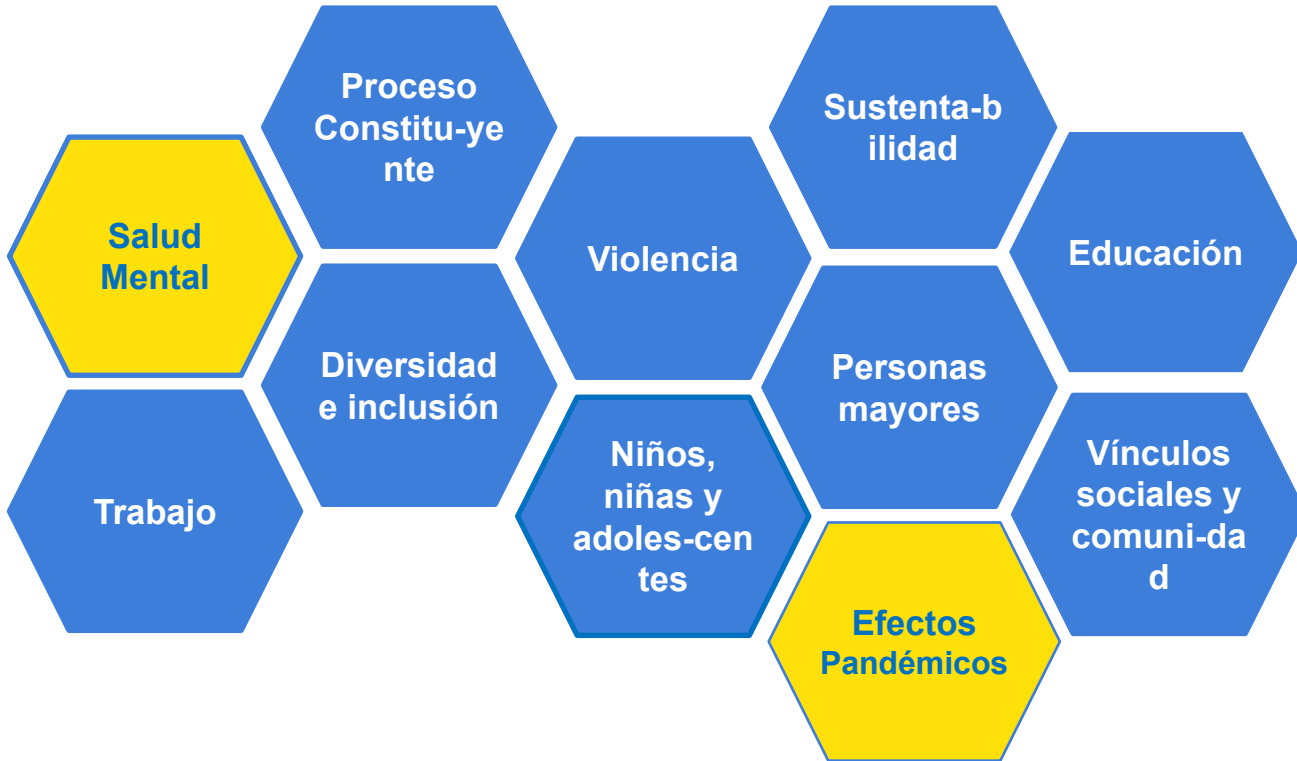 Proceso
Constitu-ye
nte
Sustenta-b
ilidad
Salud
Mental
Violencia
Educación
Diversidad
e inclusión
Personas
mayores
Trabajo
Niños,
niñas y
adoles-cen
tes
Vínculos
sociales y
comuni-da
d
Efectos
Pandémicos